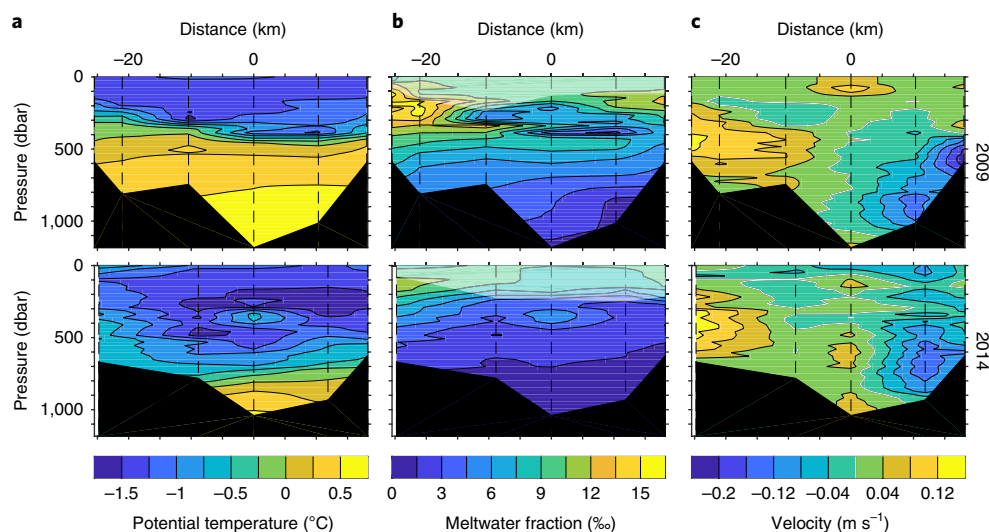 a b c
Distance (km) Distance (km) Distance (km)
−20 0 −20 0 −20 0
0
500
1,000
Pressure (dbar)
2009
0
500
1,000
Pressure (dbar)
2014
−1.5 −1 −0.5 0 0.5 0 3 6 9 12 15 −0.2 −0.12 −0.04 0.04 0.12
Potential temperature (°C) Meltwater fraction (‰) Velocity (m s⁻¹)